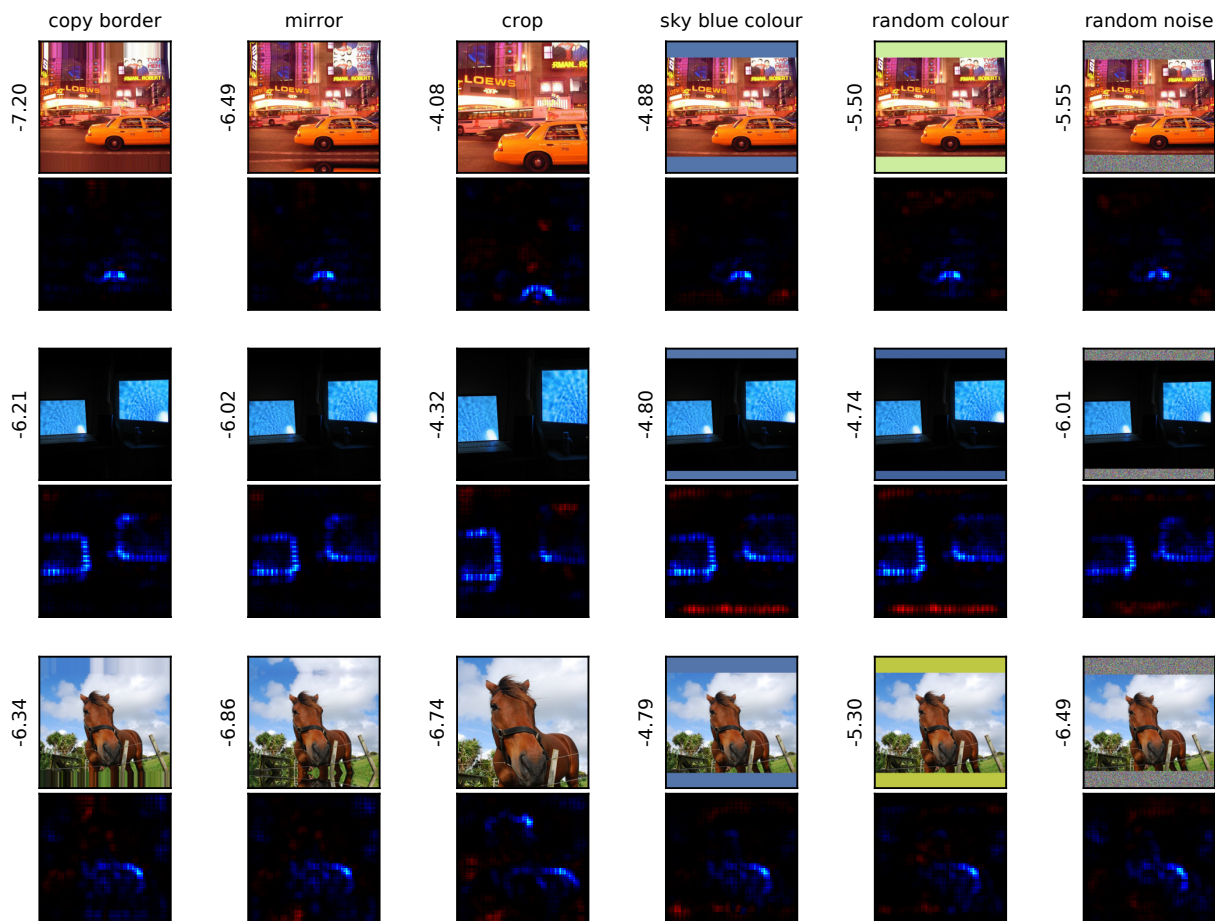 copy border mirror crop sky blue colour random colour random noise
-7.20 -6.49 -4.08 -4.88 -5.50 -5.55
LOEWS LOEWS LOEWS LOEWS LOEWS LOEWS
-6.21 -6.02 -4.32 -4.80 -4.74 -6.01
-6.34 -6.86 -6.74 -4.79 -5.30 -6.49